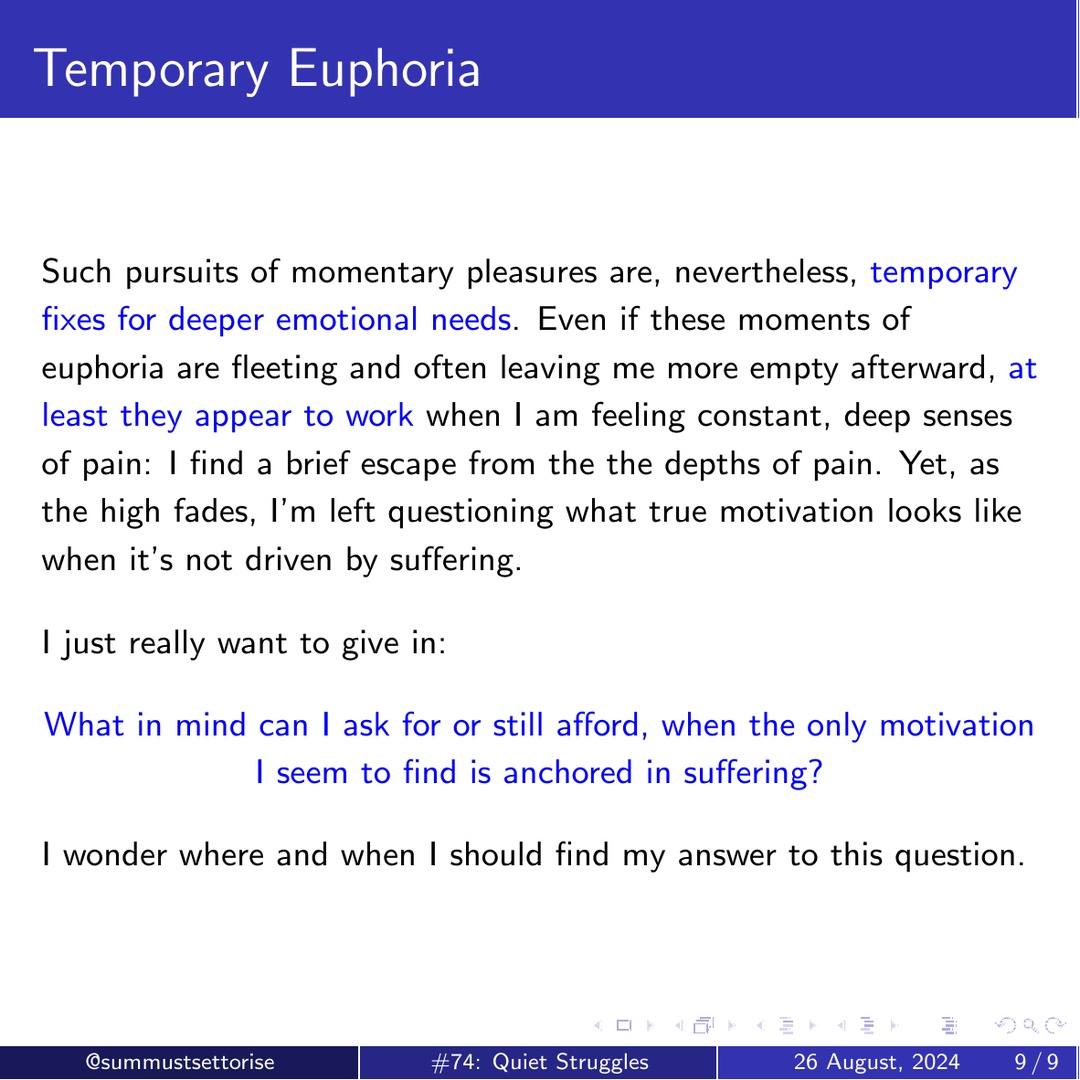 Temporary Euphoria
Such pursuits of momentary pleasures are, nevertheless, temporary
fixes for deeper emotional needs. Even if these moments of
euphoria are fleeting and often leaving me more empty afterward, at
least they appear to work when I am feeling constant, deep senses
of pain: I find a brief escape from the the depths of pain. Yet, as
the high fades, I'm left questioning what true motivation looks like
when it's not driven by suffering.
I just really want to give in:
What in mind can I ask for or still afford, when the only motivation
I seem to find is anchored in suffering?
I wonder where and when I should find my answer to this question.
@summustsettorise #74: Quiet Struggles 26 August, 2024 9 / 9